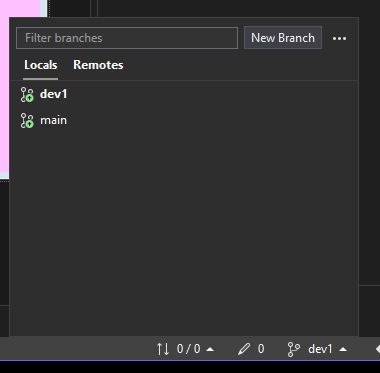 Filter branches New Branch
Locals Remotes
dev1
main
0 / 0 0 dev1